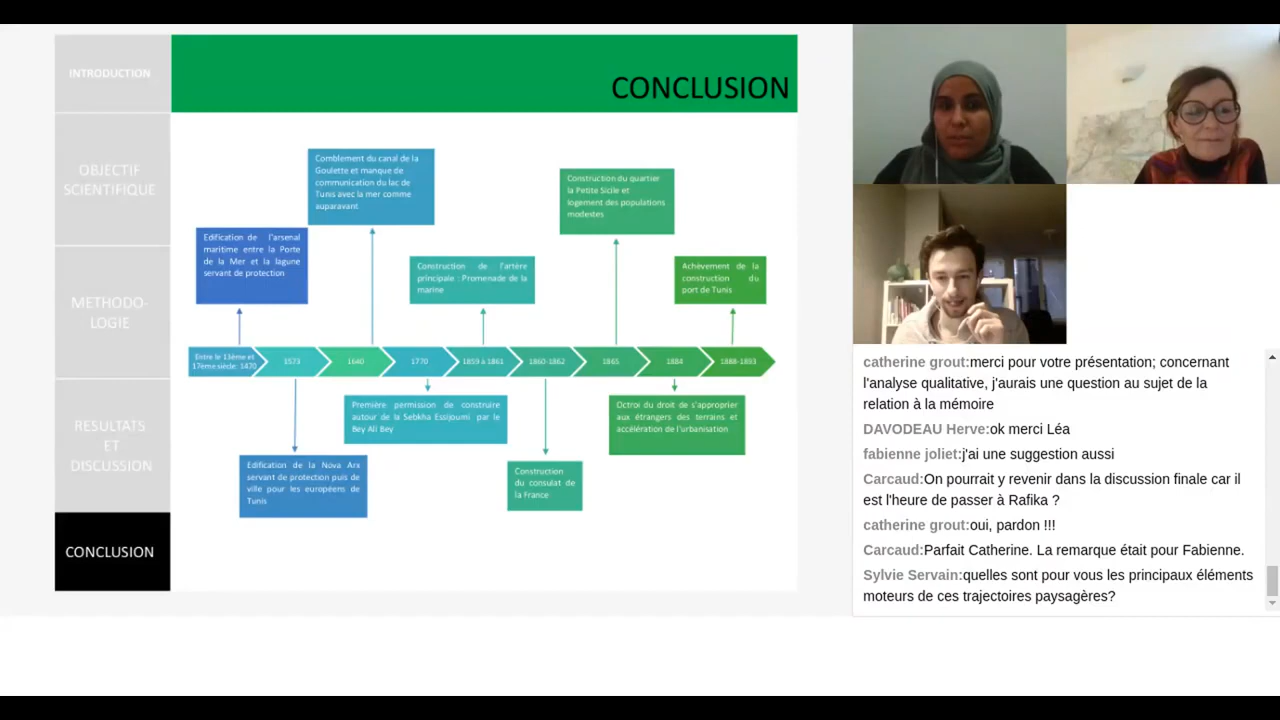 INTRODUCTION
OBJECTIF
SCIENTIFIQUE
METHODO-
LOGIE
RESULTATS
ET
DISCUSSION
CONCLUSION
CONCLUSION
Comblement du canal de la
Goulette et manque de
communication du lac de
Tunis avec la mer comme
auparavant
Construction du quartier
la Petite Sicile et
logement des populations
modestes
Edification de l'arsenal
maritime entre la Porte
de la Mer et la lagune
servant de protection
Construction de l'artère
principale : Promenade de la
marine
Achèvement de la
construction du
port de Tunis
Entre le 13ème et
17ème siècle: 1470
1573
1640
1770
1859 à 1861
1860-1862
1865
1884
1888-1893
Première permission de construire
autour de la Sebkha Essijoumi par le
Bey Ali Bey
Octroi du droit de s'approprier
aux étrangers des terrains et
accélération de l'urbanisation
Edification de la Nova Arx
servant de protection puis de
ville pour les européens de
Tunis
Construction
du consulat de
la France
catherine grout:merci pour votre présentation; concernant
l'analyse qualitative, j'aurais une question au sujet de la
relation à la mémoire
DAVODEAU Herve:ok merci Léa
fabienne joliet:j'ai une suggestion aussi
Carcaud:On pourrait y revenir dans la discussion finale car il
est l'heure de passer à Rafika ?
catherine grout:oui, pardon !!!
Carcaud:Parfait Catherine. La remarque était pour Fabienne.
Sylvie Servain:quelles sont pour vous les principaux éléments
moteurs de ces trajectoires paysagères?